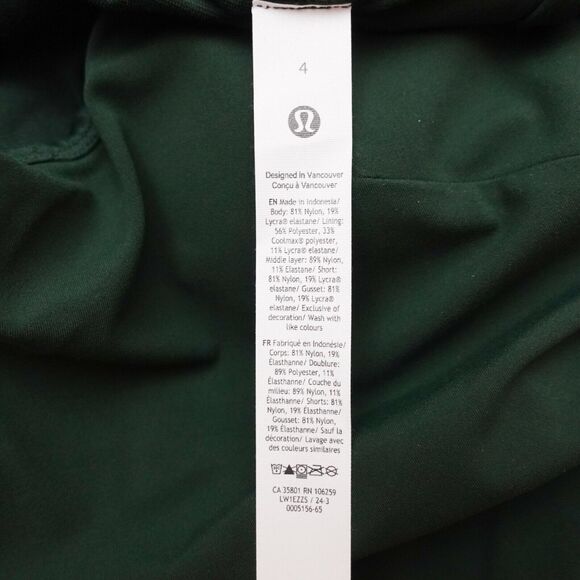 4
Designed in Vancouver
Conçu à Vancouver
EN Made in Indonesia/
Body: 81% Nylon, 19%
Lycra® elastane/ Lining:
56% Polyester, 33%
Coolmax® polyester,
11% Lycra® elastane/
Middle layer: 89% Nylon,
11% Elastane/ Short:
81% Nylon, 19% Lycra®
elastane/ Gusset: 81%
Nylon, 19% Lycra®
elastane/ Exclusive of
decoration/ Wash with
like colours
FR Fabriqué en Indonésie/
Corps: 81% Nylon, 19%
Élasthanne/ Doublure:
89% Polyester, 11%
Élasthanne/ Couche du
milieu: 89% Nylon, 11%
Élasthanne/ Shorts: 81%
Nylon, 19% Élasthanne/
Gousset: 81% Nylon,
19% Élasthanne/ Sauf la
décoration/ Lavage avec
des couleurs similaires
CA 35801 RN 106259
LW1EZZS / 24-3
0005156-65